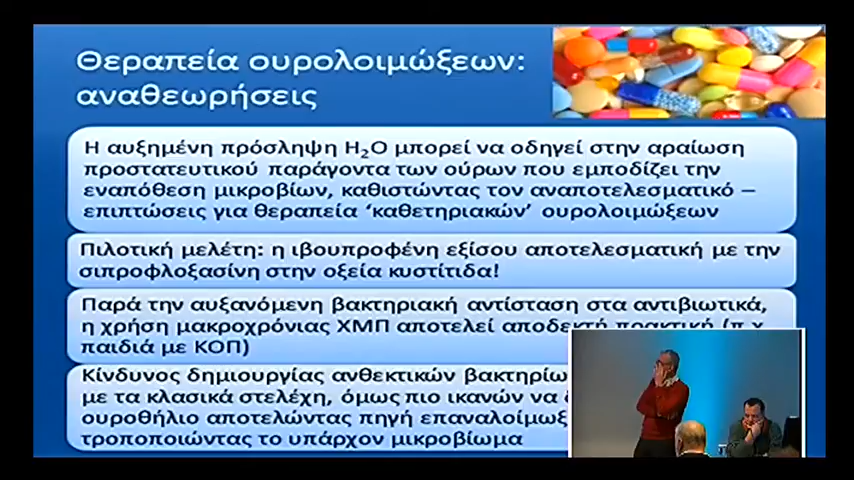 Θεραπεία ουρολοιμώξεων:
αναθεωρήσεις
Η αυξημένη πρόσληψη H₂O μπορεί να οδηγεί στην αραίωση
προστατευτικού παράγοντα των ούρων που εμποδίζει την
εναπόθεση μικροβίων, καθιστώντας τον αναποτελεσματικό –
επιπτώσεις για θεραπεία ‘καθετηριακών’ ουρολοιμώξεων
Πιλοτική μελέτη: η ιβουπροφένη εξίσου αποτελεσματική με την
σιπροφλοξασίνη στην οξεία κυστίτιδα!
Παρά την αυξανόμενη βακτηριακή αντίσταση στα αντιβιωτικά,
η χρήση μακροχρόνιας ΧΜΠ αποτελεί αποδεκτή πρακτική (π.χ.
παιδιά με ΚΟΠ)
Κίνδυνος δημιουργίας ανθεκτικών
με τα κλασικά στελέχη, όμως πιο ικανών να
ουροθήλιο αποτελώντας πηγή
τροποποιώντας το υπάρχον μικροβίωμα